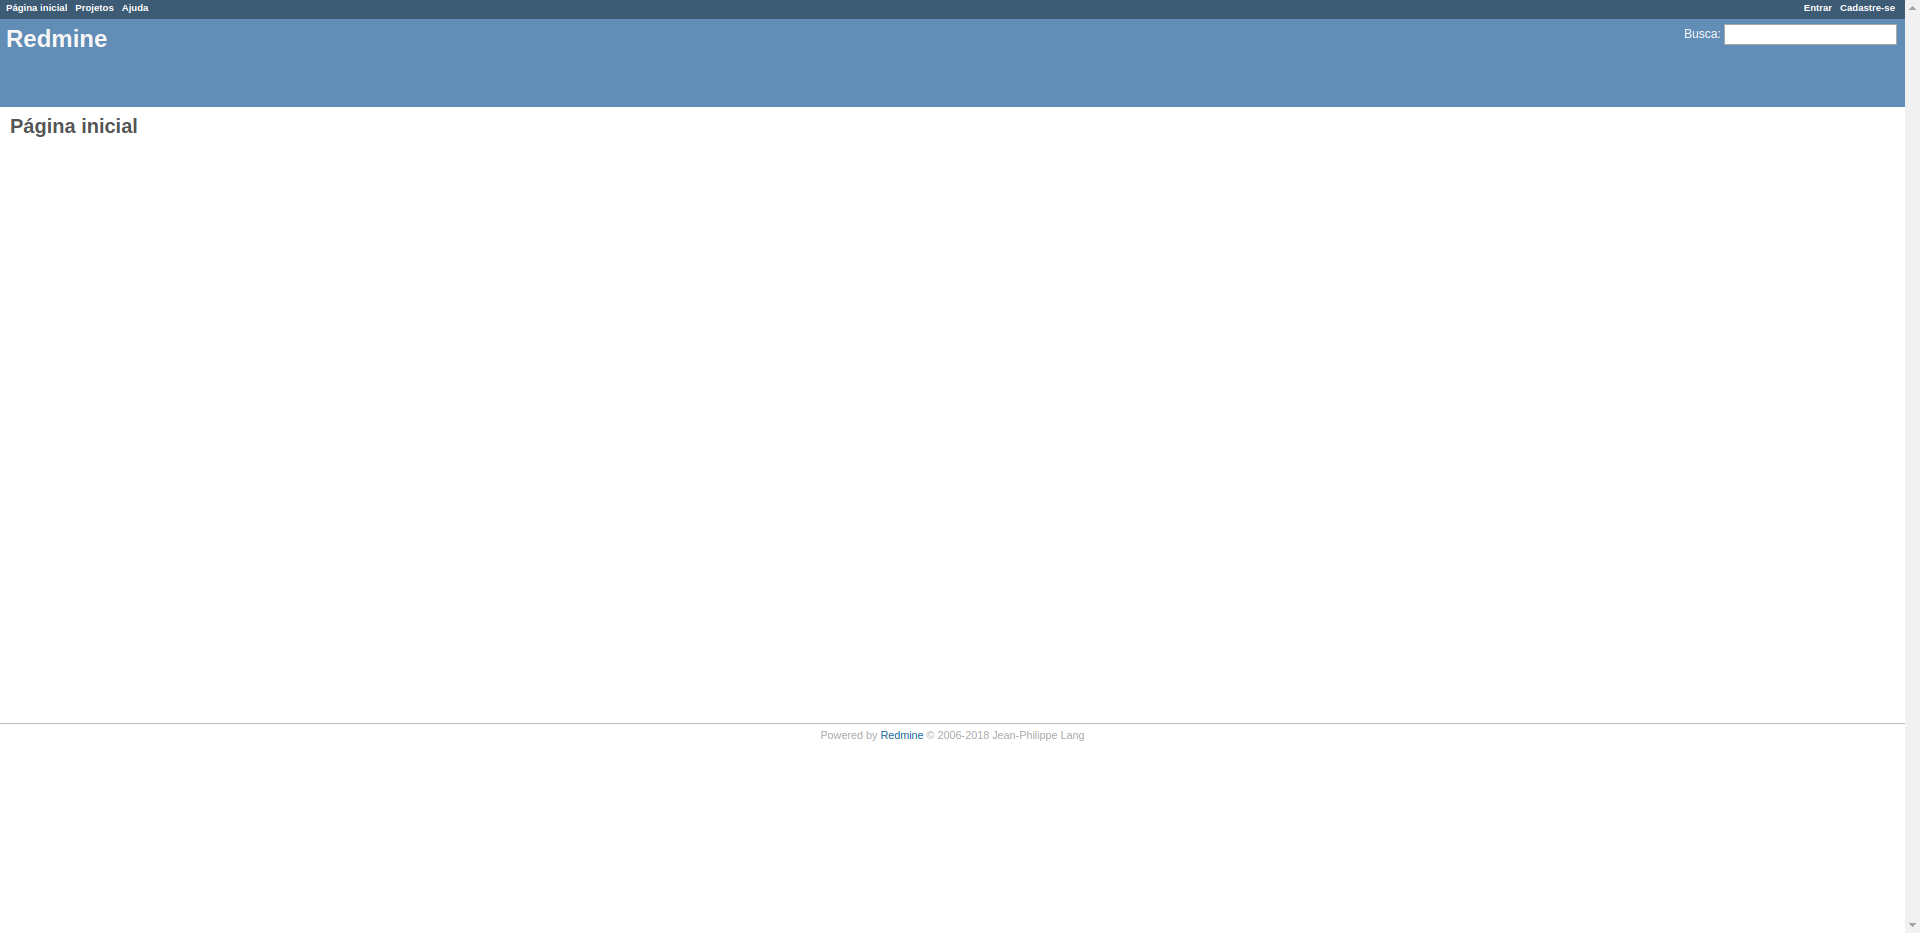 Página inicial Projetos Ajuda Entrar Cadastre-se
Redmine Busca:
Página inicial
Powered by Redmine © 2006-2018 Jean-Philippe Lang